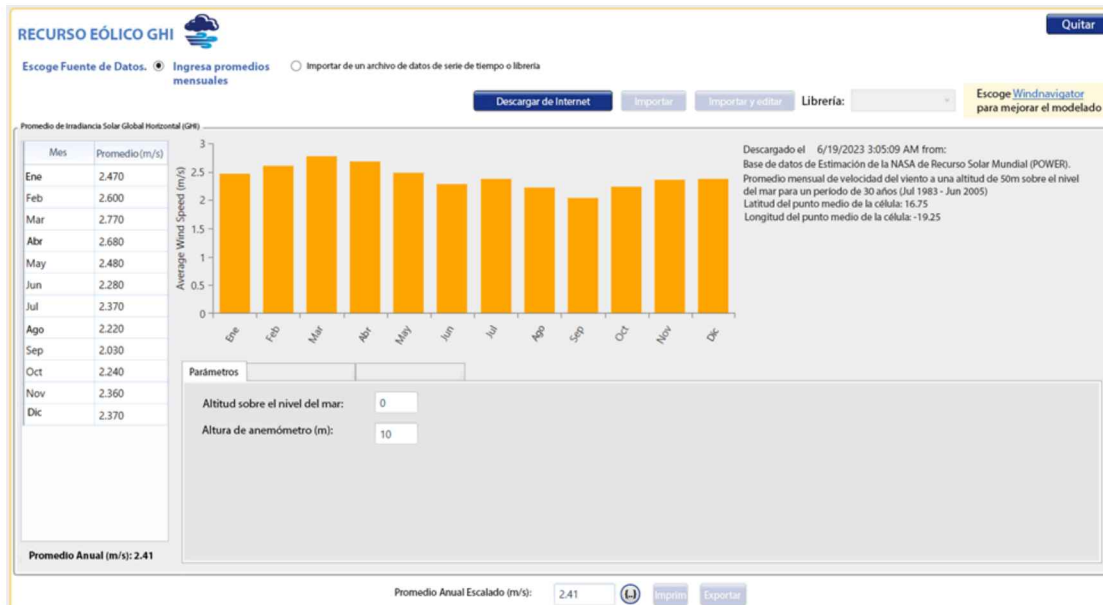 RECURSO EÓLICO GHI
Quitar
Escoge Fuente de Datos.
Ingresa promedios
mensuales
Importar de un archivo de datos de serie de tiempo o librería
Descargar de Internet
Importar
Importar y editar
Librería:
Escoge Windnavigator
para mejorar el modelado
Promedio de Irradiancia Solar Global Horizontal (GHI)
Mes Promedio (m/s)
Ene 2.470
Feb 2.600
Mar 2.770
Abr 2.680
May 2.480
Jun 2.280
Jul 2.370
Ago 2.220
Sep 2.030
Oct 2.240
Nov 2.360
Dic 2.370
Promedio Anual (m/s): 2.41
Average Wind Speed (m/s)
3
2.5
2
1.5
1
0.5
0
Ene Feb Mar Abr May Jun Jul Ago Sep Oct Nov Dic
Descargado el 6/19/2023 3:05:09 AM from:
Base de datos de Estimación de la NASA de Recurso Solar Mundial (POWER).
Promedio mensual de velocidad del viento a una altitud de 50m sobre el nivel
del mar para un período de 30 años (Jul 1983 - Jun 2005)
Latitud del punto medio de la célula: 16.75
Longitud del punto medio de la célula: -19.25
Parámetros
Altitud sobre el nivel del mar: 0
Altura de anemómetro (m): 10
Promedio Anual Escalado (m/s): 2.41 (..) Imprim Exportar